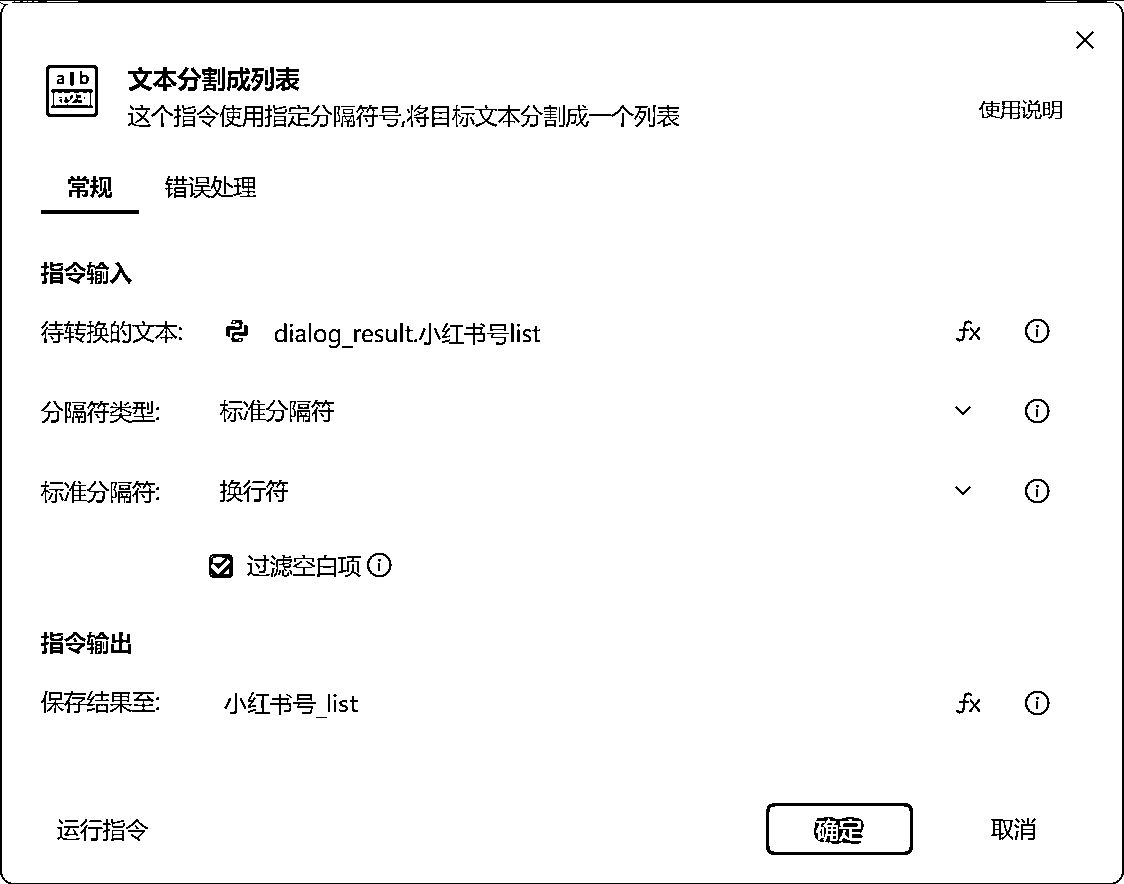 a b
文本分割成列表
这个指令使用指定分隔符号,将目标文本分割成一个列表
使用说明
常规 错误处理
指令输入
待转换的文本: dialog_result.小红书号list fx
分隔符类型: 标准分隔符
标准分隔符: 换行符
过滤空白项
指令输出
保存结果至: 小红书号_list fx
运行指令 确定 取消